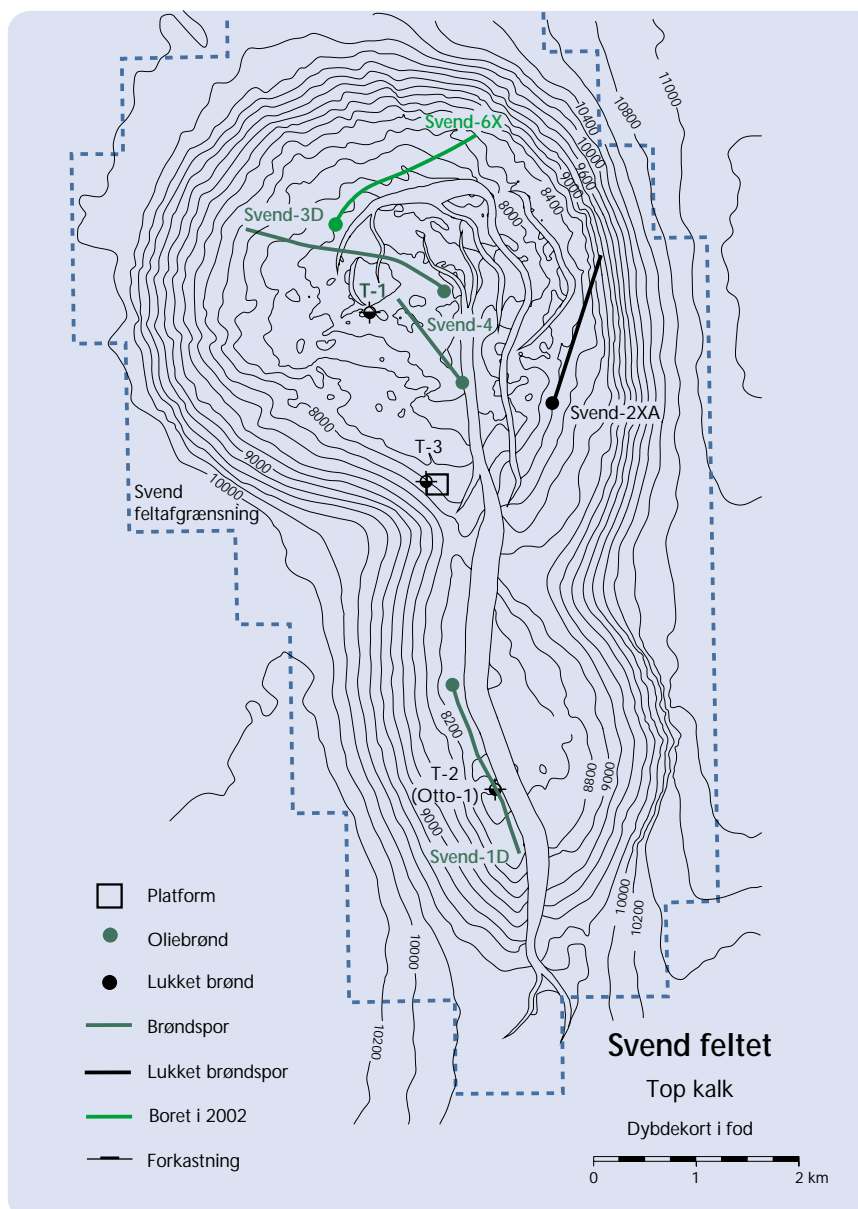 11000
10800
10400
10000
9600
9000
8400
8000
Svend-6X
Svend-3D
T-1
Svend-4
Svend-2XA
8000
T-3
9000
10000
Svend
feltafgrænsning
8200
T-2
(Otto-1)
8800
9000
9000
Svend-1D
10000
10200
10000
10200
Platform
Oliebrønd
Lukket brønd
Brøndspor
Lukket brøndspor
Boret i 2002
Forkastning
Svend feltet
Top kalk
Dybdekort i fod
0 1 2 km